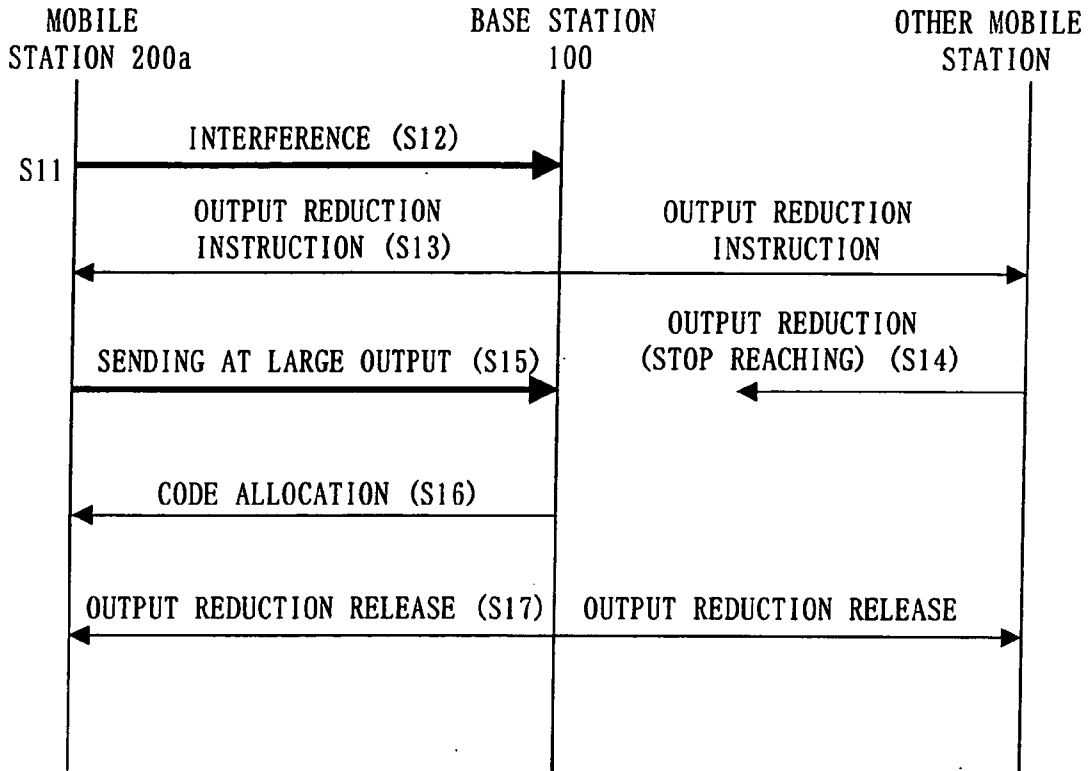 MOBILE
STATION 200a
BASE STATION
100
OTHER MOBILE
STATION
INTERFERENCE (S12)
S11
OUTPUT REDUCTION
INSTRUCTION (S13)
OUTPUT REDUCTION
INSTRUCTION
OUTPUT REDUCTION
(STOP REACHING) (S14)
SENDING AT LARGE OUTPUT (S15)
CODE ALLOCATION (S16)
OUTPUT REDUCTION RELEASE (S17)
OUTPUT REDUCTION RELEASE